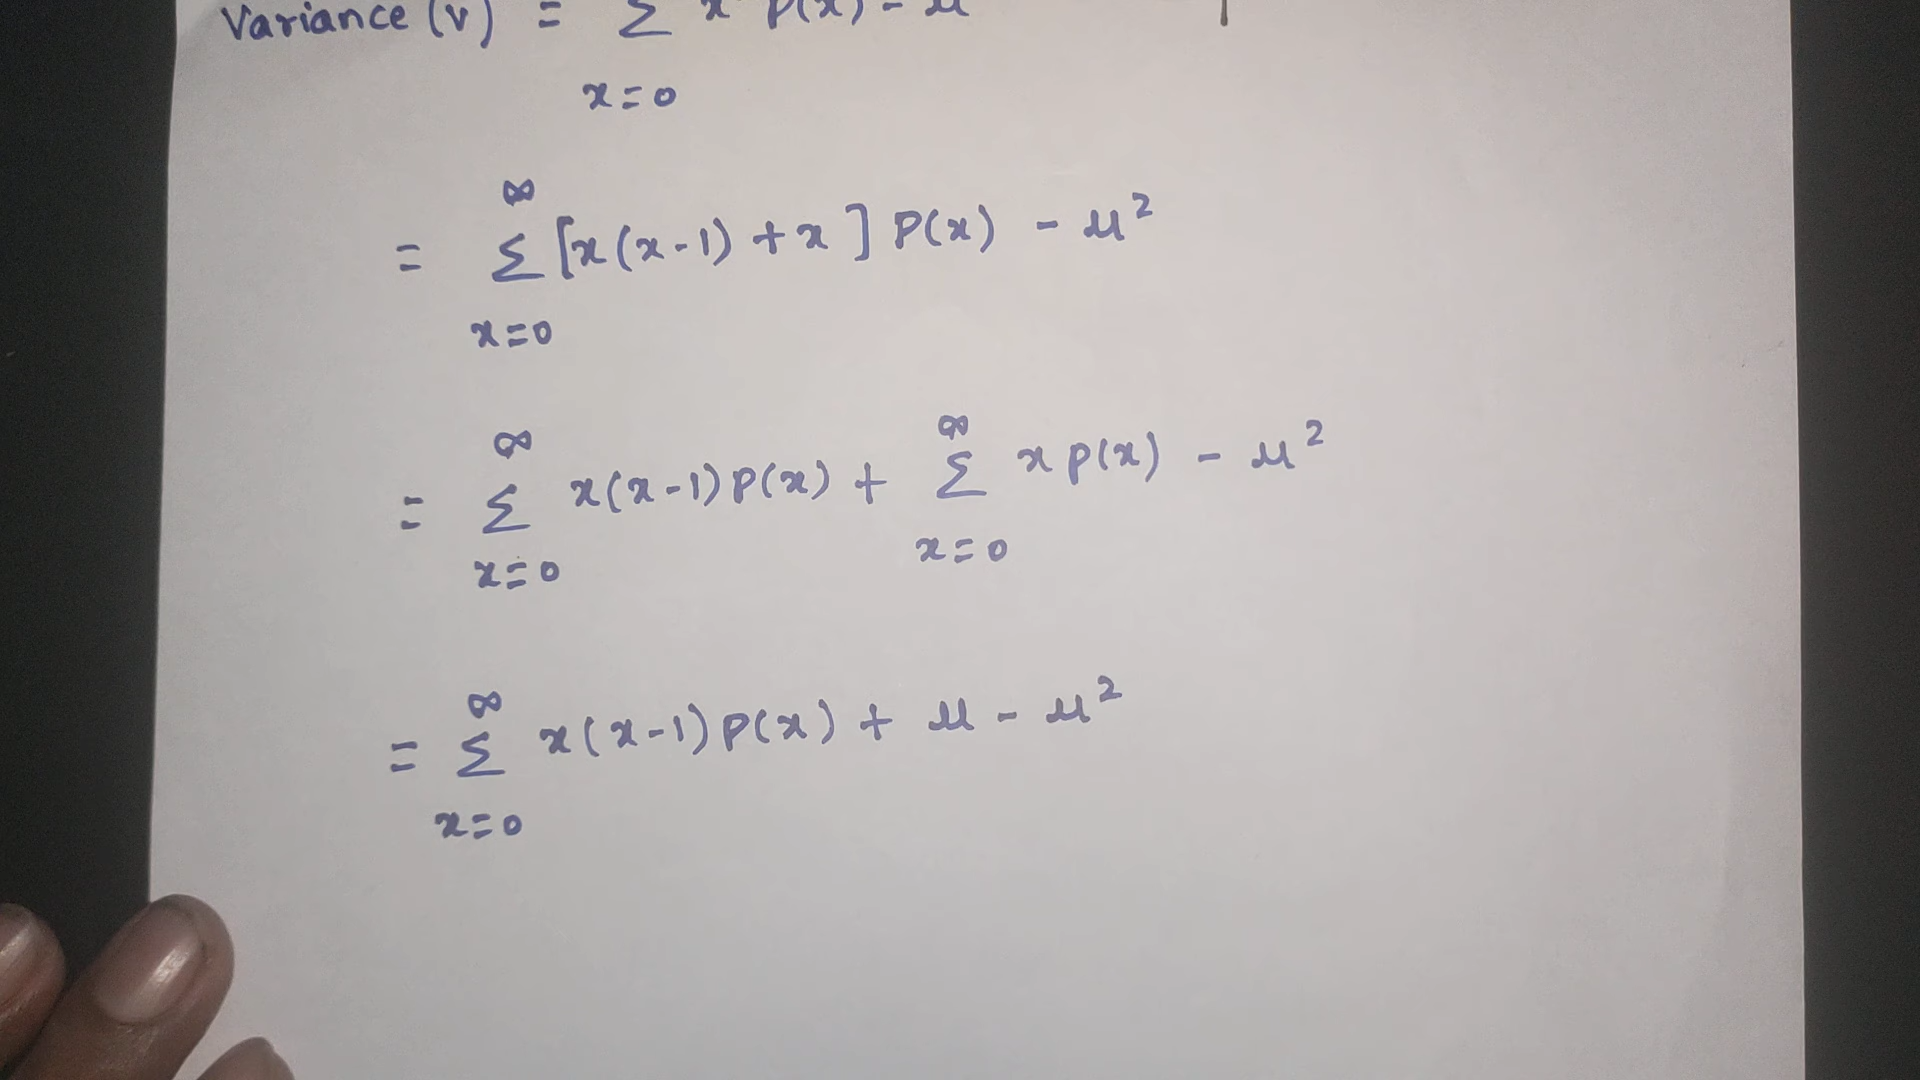 Variance (v) = Σ x P(x) - μ
x=0
∞
= Σ [x(x-1) + x] P(x) - μ²
x=0
∞ ∞
= Σ x(x-1) P(x) + Σ x P(x) - μ²
x=0 x=0
∞
= Σ x(x-1) P(x) + μ - μ²
x=0